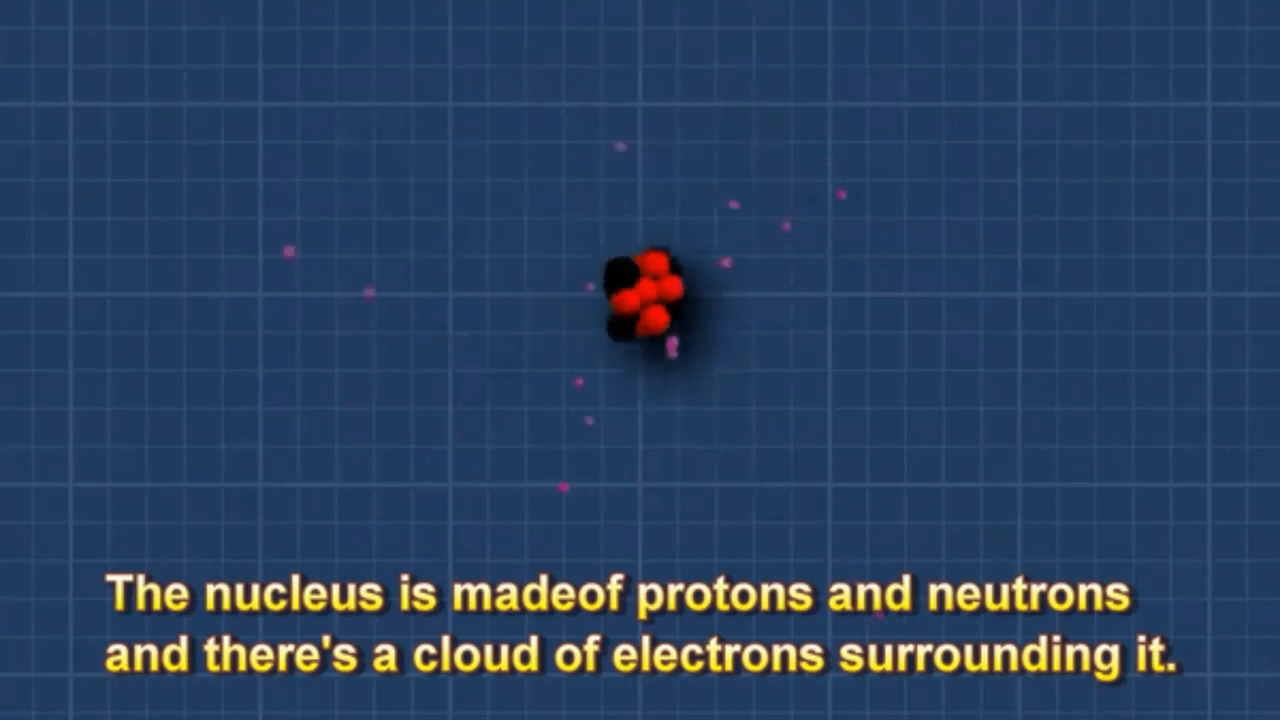 The nucleus is madeof protons and neutrons
and there's a cloud of electrons surrounding it.